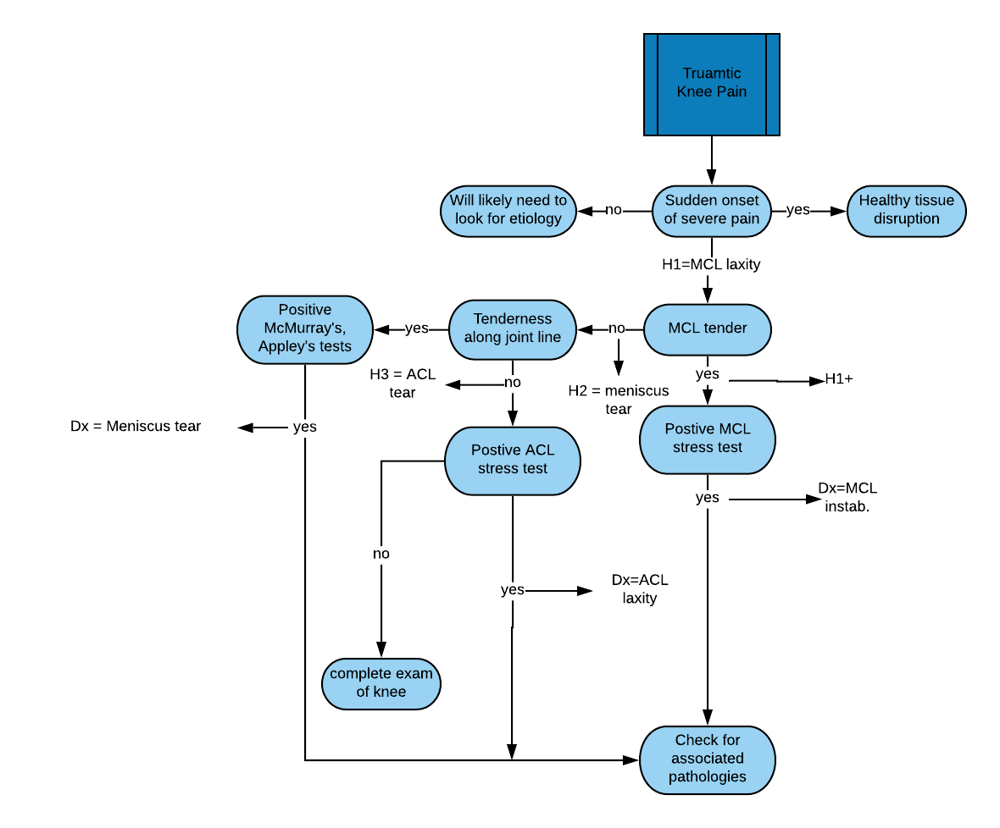 Truamtic
Knee Pain
Will likely need to
look for etiology
no
Sudden onset
of severe pain
yes
Healthy tissue
disruption
H1=MCL laxity
Positive
McMurray's,
Appley's tests
yes
Tenderness
along joint line
no
MCL tender
H3 = ACL
tear
no
H2 = meniscus
tear
yes
H1+
Dx = Meniscus tear
yes
Postive ACL
stress test
Postive MCL
stress test
yes
Dx=MCL
instab.
no
yes
Dx=ACL
laxity
complete exam
of knee
Check for
associated
pathologies